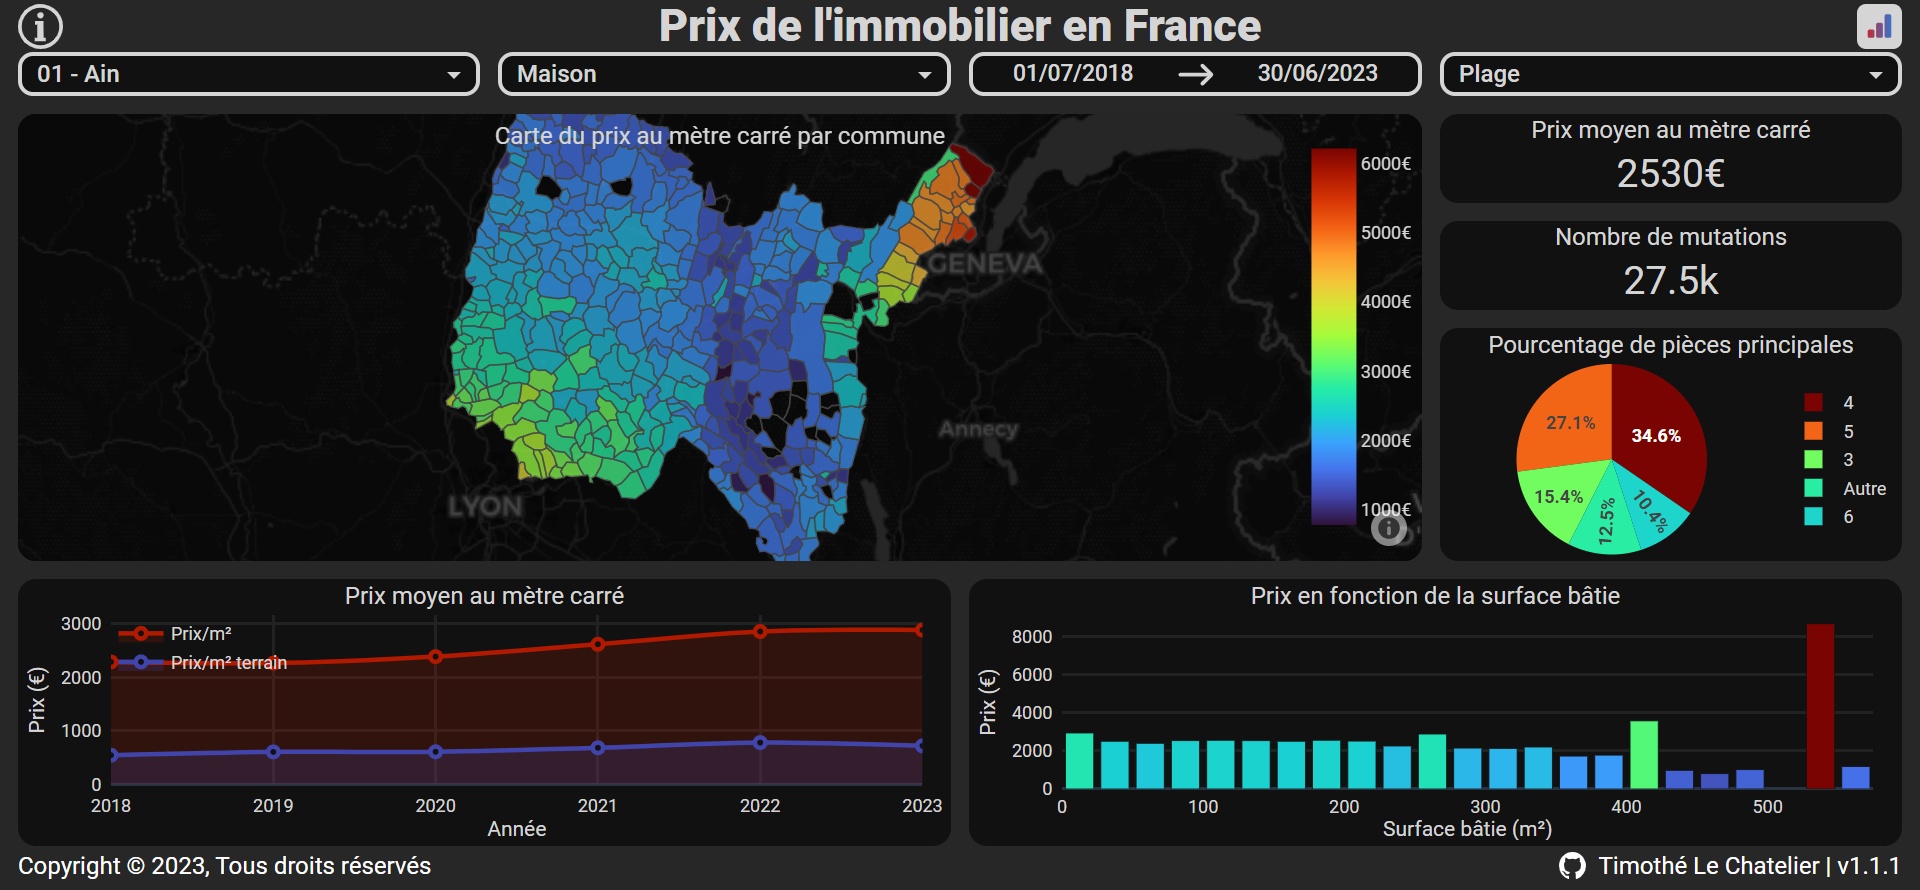 Prix de l'immobilier en France
01 - Ain
Maison
01/07/2018
30/06/2023
Plage
Carte du prix au mètre carré par commune
GENEVA
Annecy
LYON
6000€
5000€
4000€
3000€
2000€
1000€
Prix moyen au mètre carré
2530€
Nombre de mutations
27.5k
Pourcentage de pièces principales
27.1%
34.6%
15.4%
12.5%
10.4%
4
5
3
Autre
6
Prix moyen au mètre carré
Prix/m²
Prix/m² terrain
Prix (€)
3000
2000
1000
0
2018 2019 2020 2021 2022 2023
Année
Prix en fonction de la surface bâtie
Prix (€)
8000
6000
4000
2000
0
0 100 200 300 400 500
Surface bâtie (m²)
Copyright © 2023, Tous droits réservés
Timothé Le Chatelier | v1.1.1